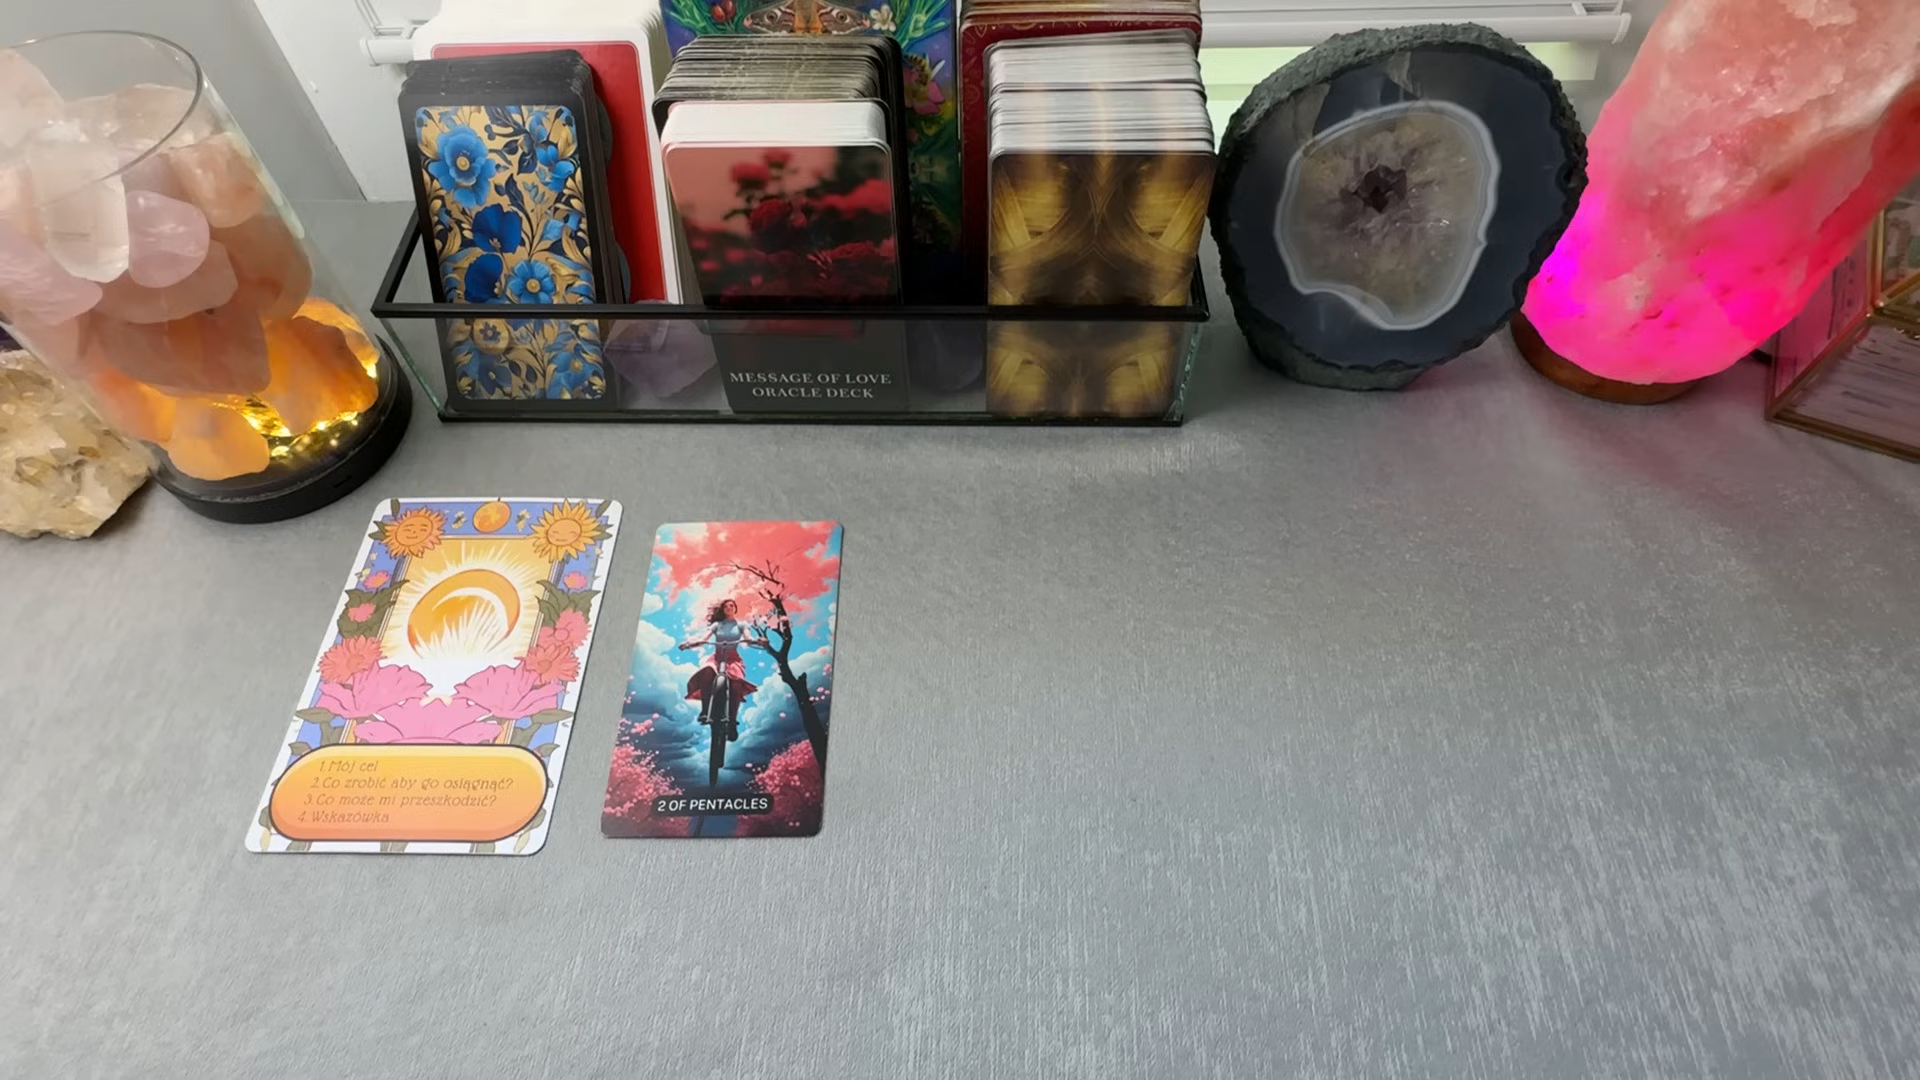 MESSAGE OF LOVE
ORACLE DECK
1. Mój cel
2. Co zrobić aby go osiągnąć?
3. Co może mi przeszkodzić?
4. Wskazówka
2 OF PENTACLES